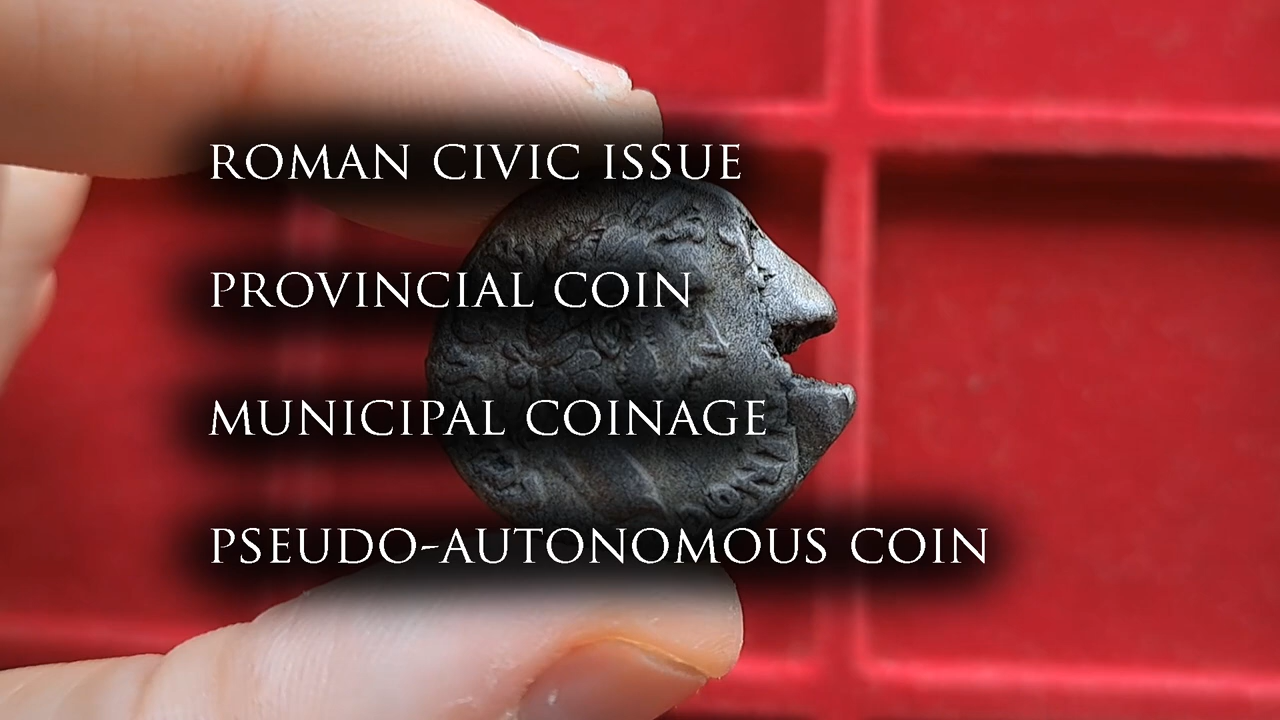 ROMAN CIVIC ISSUE
PROVINCIAL COIN
MUNICIPAL COINAGE
PSEUDO-AUTONOMOUS COIN